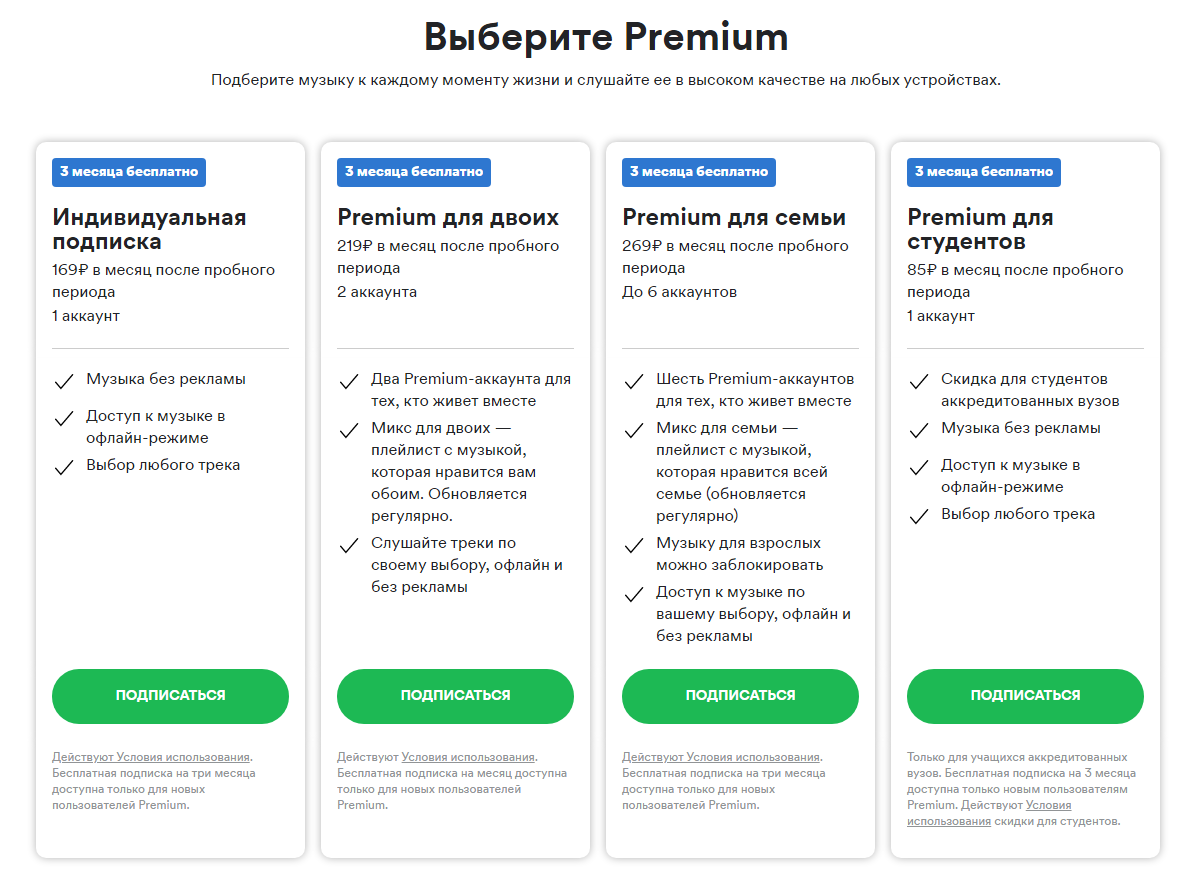 Выберите Premium
Подберите музыку к каждому моменту жизни и слушайте ее в высоком качестве на любых устройствах.
3 месяца бесплатно
Индивидуальная
подписка
169₽ в месяц после пробного
периода
1 аккаунт
Музыка без рекламы
Доступ к музыке в
офлайн-режиме
Выбор любого трека
ПОДПИСАТЬСЯ
Действуют Условия использования.
Бесплатная подписка на три месяца
доступна только для новых
пользователей Premium.
3 месяца бесплатно
Premium для двоих
219₽ в месяц после пробного
периода
2 аккаунта
Два Premium-аккаунта для
тех, кто живет вместе
Микс для двоих —
плейлист с музыкой,
которая нравится вам
обоим. Обновляется
регулярно.
Слушайте треки по
своему выбору, офлайн и
без рекламы
ПОДПИСАТЬСЯ
Действуют Условия использования.
Бесплатная подписка на месяц доступна
только для новых пользователей
Premium.
3 месяца бесплатно
Premium для семьи
269₽ в месяц после пробного
периода
До 6 аккаунтов
Шесть Premium-аккаунтов
для тех, кто живет вместе
Микс для семьи —
плейлист с музыкой,
которая нравится всей
семье (обновляется
регулярно)
Музыку для взрослых
можно заблокировать
Доступ к музыке по
вашему выбору, офлайн и
без рекламы
ПОДПИСАТЬСЯ
Действуют Условия использования.
Бесплатная подписка на три месяца
доступна только для новых
пользователей Premium.
3 месяца бесплатно
Premium для
студентов
85₽ в месяц после пробного
периода
1 аккаунт
Скидка для студентов
аккредитованных вузов
Музыка без рекламы
Доступ к музыке в
офлайн-режиме
Выбор любого трека
ПОДПИСАТЬСЯ
Только для учащихся аккредитованных
вузов. Бесплатная подписка на 3 месяца
доступна только новым пользователям
Premium. Действуют Условия
использования скидки для студентов.